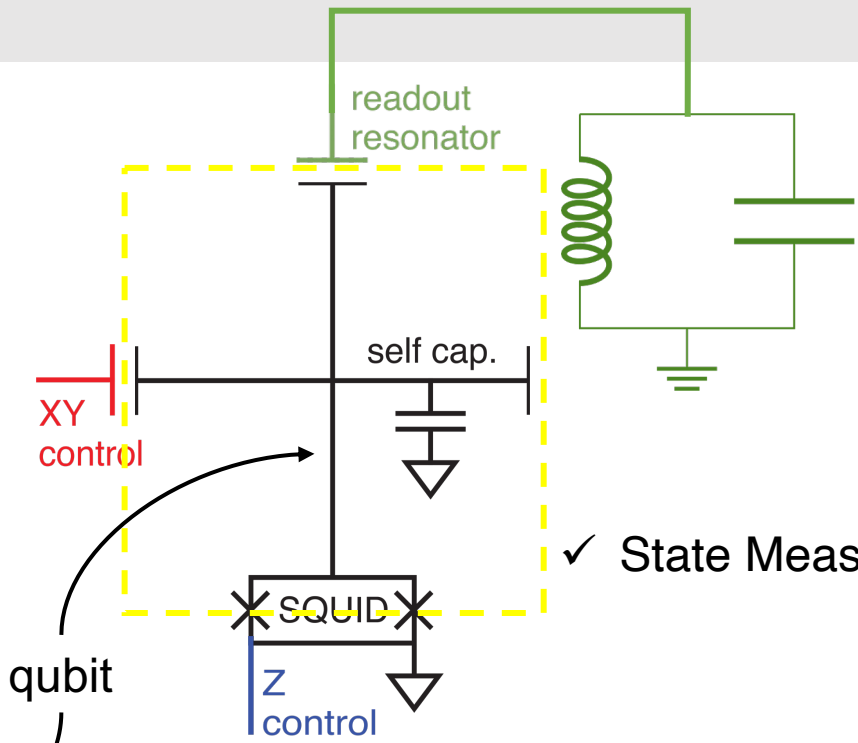 readout
resonator
self cap.
XY
control
✓ State Meas
SQUID
qubit
Z
control